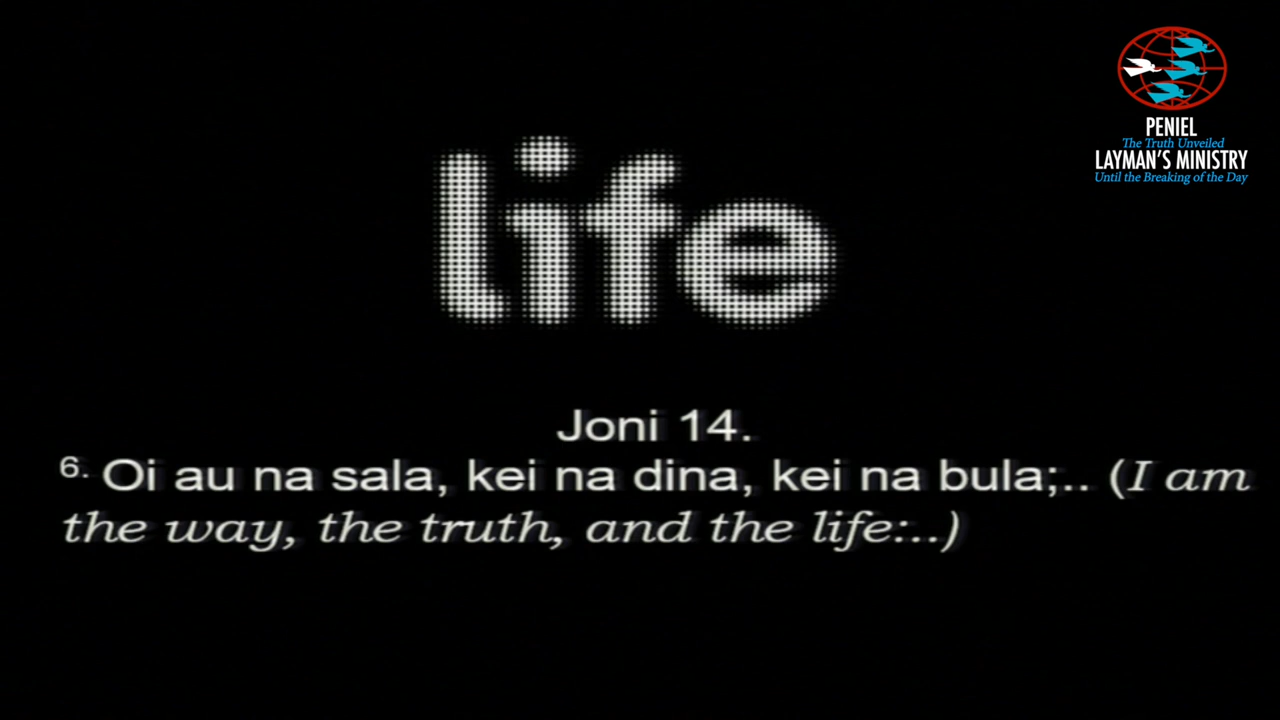 PENIEL
The Truth Unveiled
LAYMAN'S MINISTRY
Until the Breaking of the Day
life
Joni 14.
6. Oi au na sala, kei na dina, kei na bula;.. (I am
the way, the truth, and the life:..)